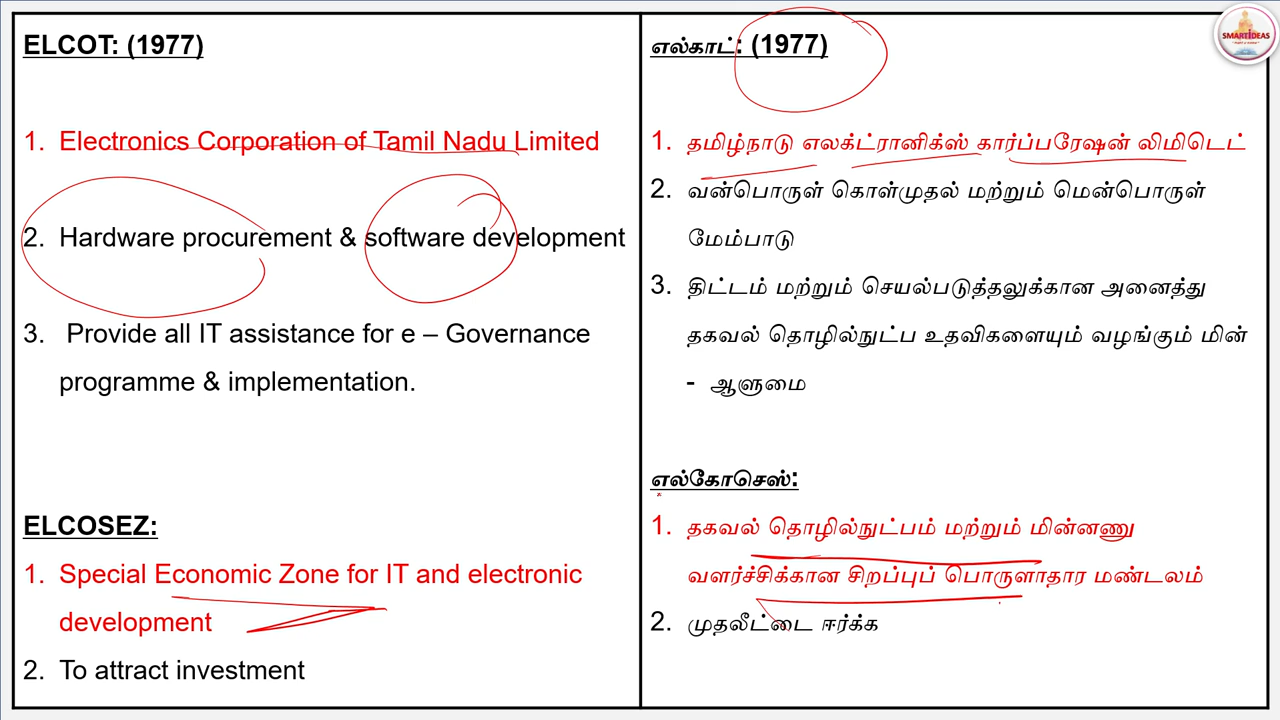 ELCOT: (1977)
1. Electronics Corporation of Tamil Nadu Limited
2. Hardware procurement & software development
3. Provide all IT assistance for e – Governance
programme & implementation.
ELCOSEZ:
1. Special Economic Zone for IT and electronic
development
2. To attract investment
எல்காட்: (1977)
1. தமிழ்நாடு எலக்ட்ரானிக்ஸ் கார்ப்பரேஷன் லிமிடெட்
2. வன்பொருள் கொள்முதல் மற்றும் மென்பொருள்
மேம்பாடு
3. திட்டம் மற்றும் செயல்படுத்தலுக்கான அனைத்து
தகவல் தொழில்நுட்ப உதவிகளையும் வழங்கும் மின்
- ஆளுமை
எல்கோசெஸ்:
1. தகவல் தொழில்நுட்பம் மற்றும் மின்னணு
வளர்ச்சிக்கான சிறப்புப் பொருளாதார மண்டலம்
2. முதலீட்டை ஈர்க்க
SMARTIDEAS